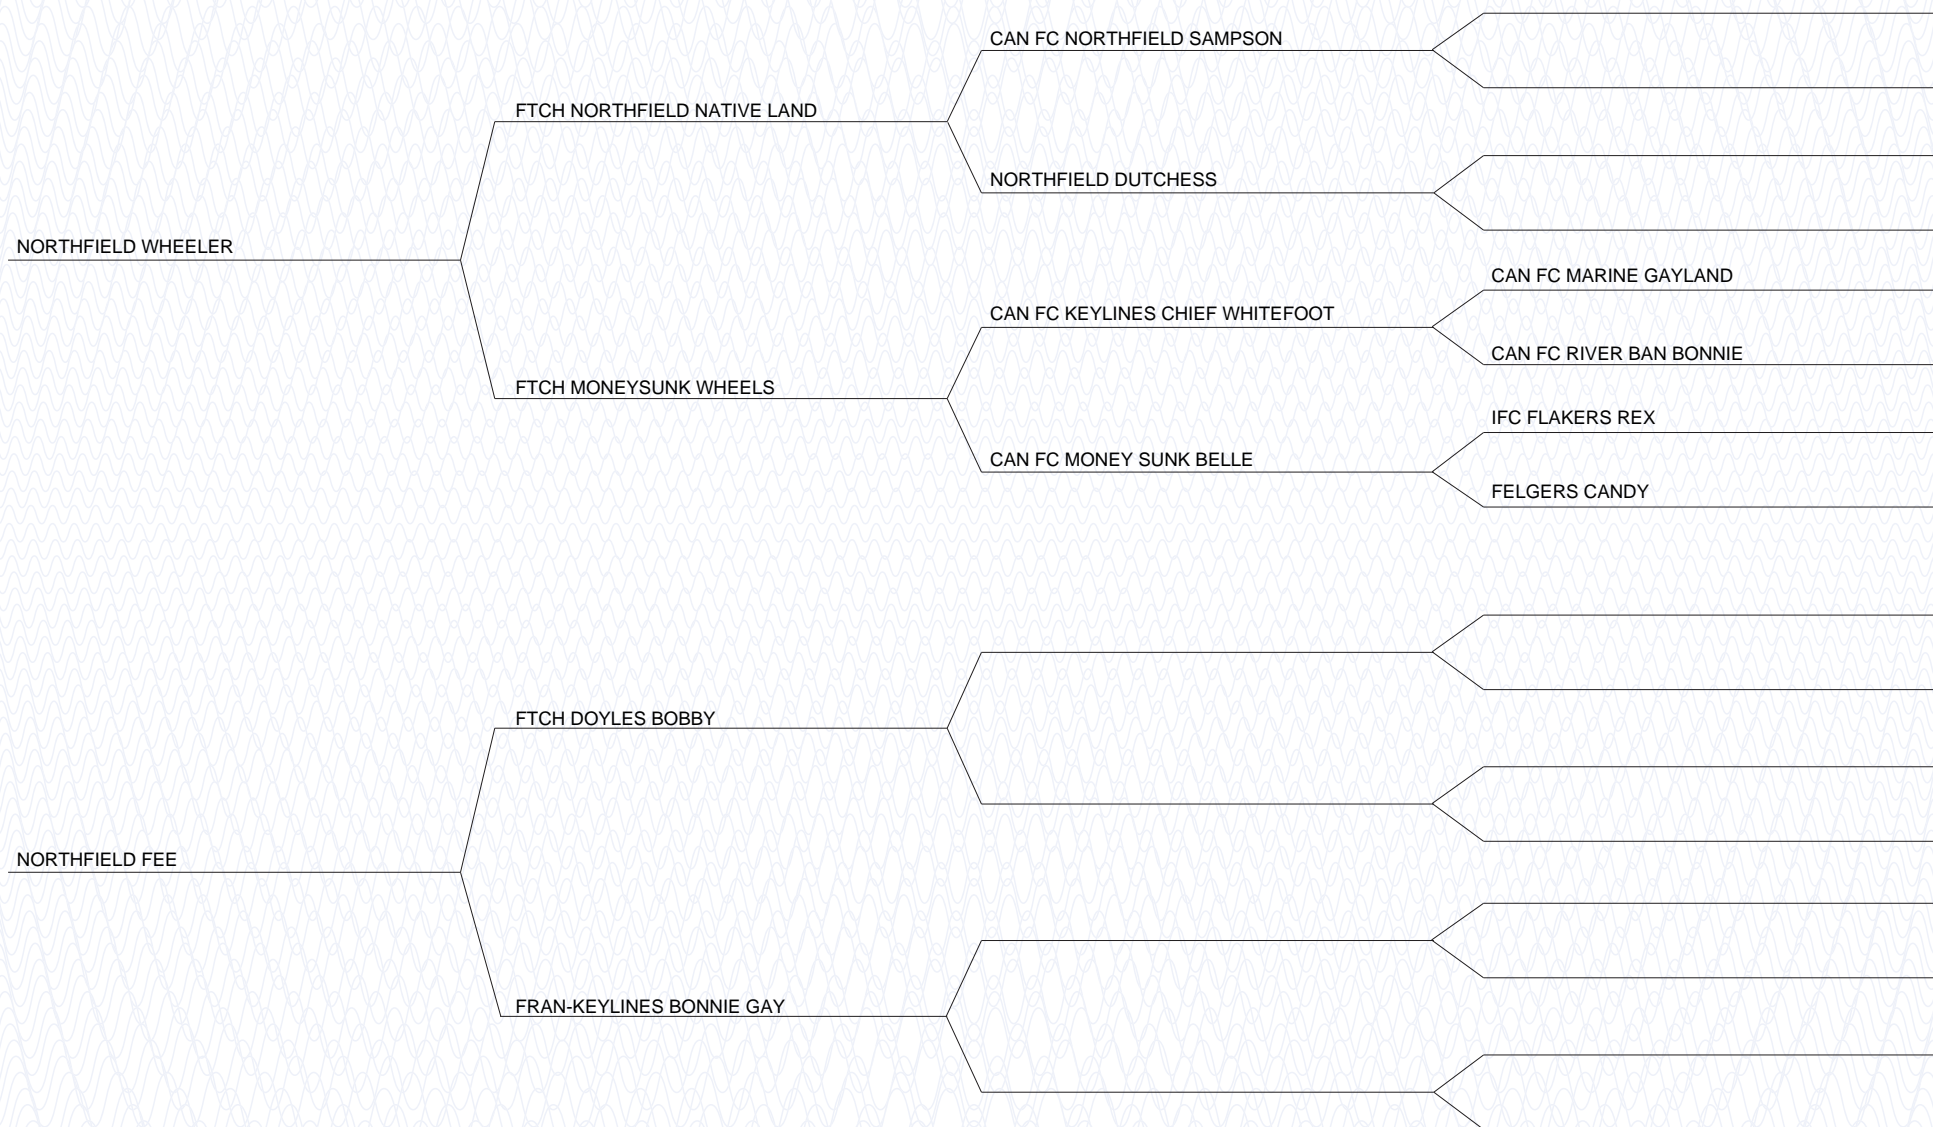 CAN FC NORTHFIELD SAMPSON
FTCH NORTHFIELD NATIVE LAND
NORTHFIELD DUTCHESS
NORTHFIELD WHEELER
CAN FC MARINE GAYLAND
CAN FC KEYLINES CHIEF WHITEFOOT
CAN FC RIVER BAN BONNIE
FTCH MONEYSUNK WHEELS
IFC FLAKERS REX
CAN FC MONEY SUNK BELLE
FELGERS CANDY
FTCH DOYLES BOBBY
NORTHFIELD FEE
FRAN-KEYLINES BONNIE GAY